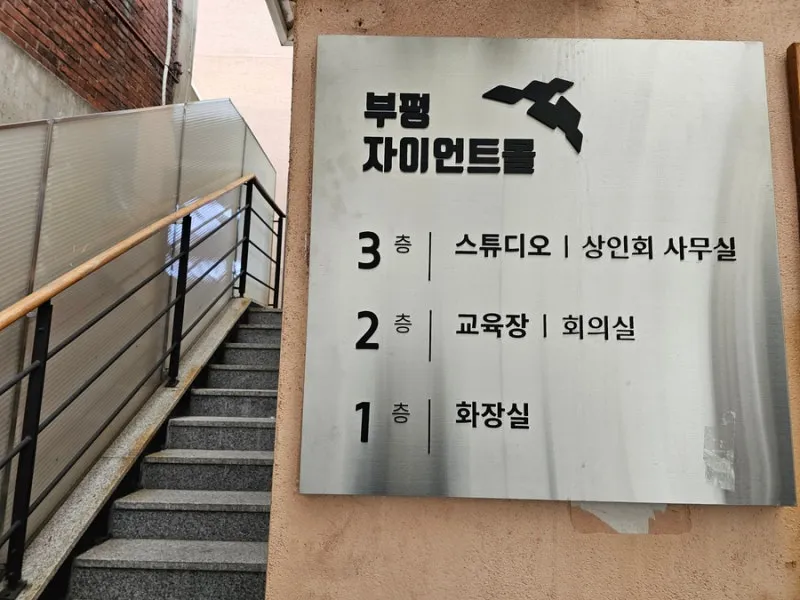 부평
자이언트몰
3층 | 스튜디오 | 상인회 사무실
2층 | 교육장 | 회의실
1층 | 화장실